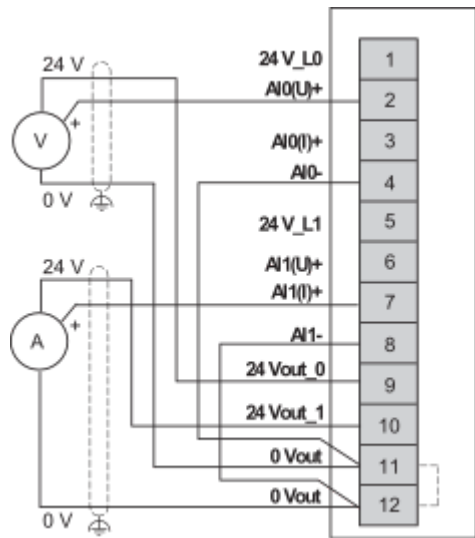 24 V_L0 1
24 V
AI0(U)+ 2
+
V
AI0(I)+ 3
AI0- 4
0 V
24 V_L1 5
AI1(U)+ 6
24 V
AI1(I)+ 7
+
A
AI1- 8
24 Vout_0 9
24 Vout_1 10
0 Vout 11
0 Vout 12
0 V